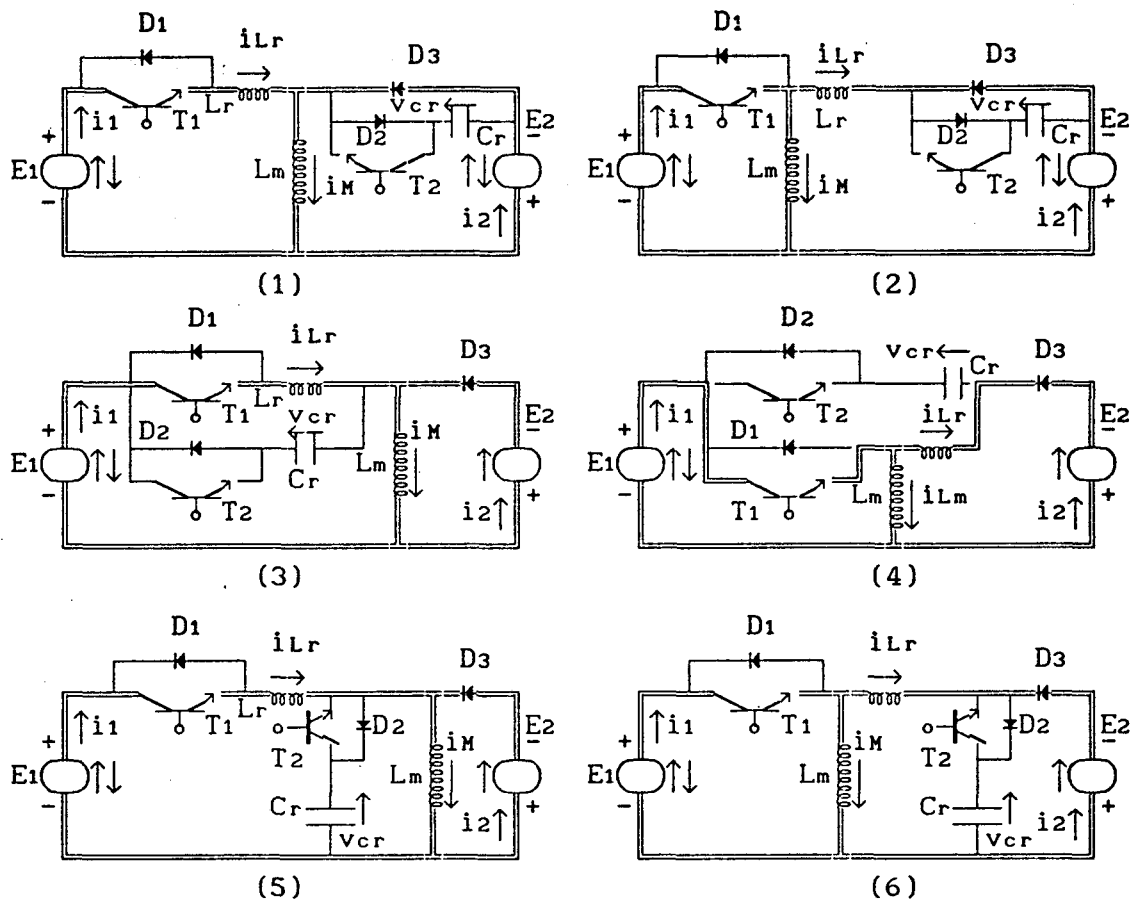 D1
iLr
D3
i1
T1
Lr
vcr
D2
Cr
E2
−
+
E1
−
Lm
iM
T2
i2
+
(1)
D1
iLr
D3
i1
T1
Lr
vcr
D2
Cr
E2
−
+
E1
−
Lm
iM
T2
i2
+
(2)
D1
iLr
D3
i1
T1
Lr
vcr
D2
Cr
E2
−
+
E1
−
Lm
iM
T2
i2
+
(3)
D2
vcr
Cr
D3
i1
T2
iLr
D1
E2
−
+
E1
−
Lm
iLm
T1
i2
+
(4)
D1
iLr
D3
i1
T1
Lr
D2
T2
iM
E2
−
+
E1
−
Lm
Cr
vcr
i2
+
(5)
D1
iLr
D3
i1
T1
D2
T2
iM
E2
−
+
E1
−
Lm
Cr
vcr
i2
+
(6)